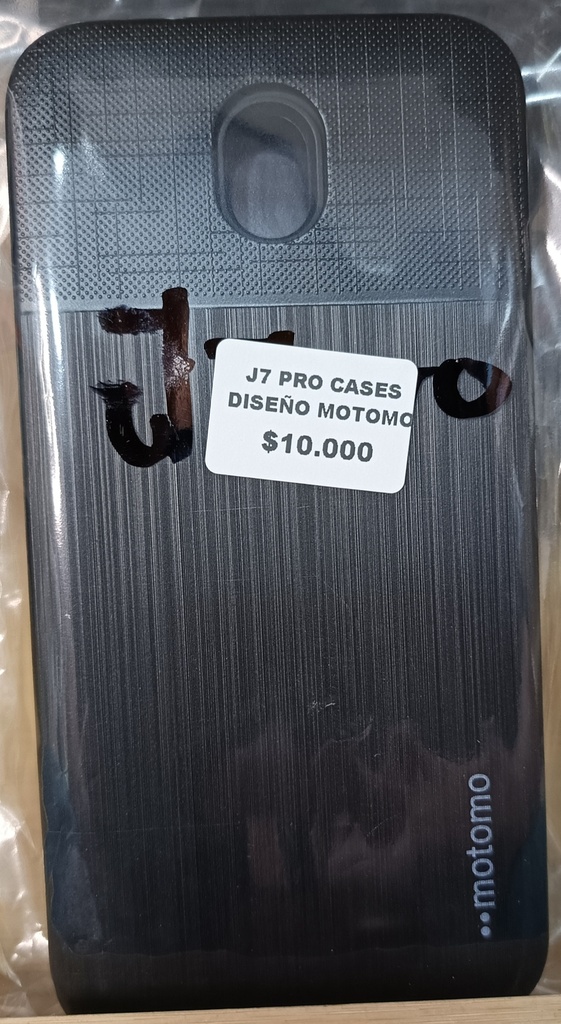 J7 PRO CASES
DISEÑO MOTOMO
$10.000
motomo